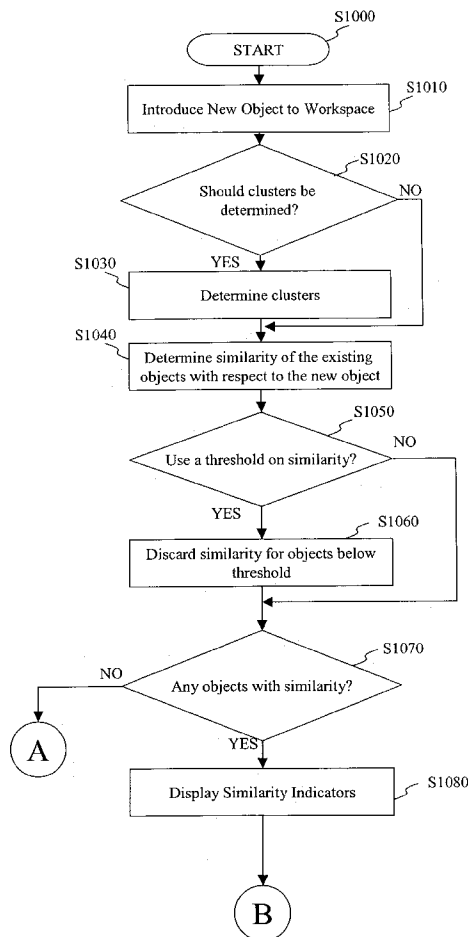 S1000
START
S1010
Introduce New Object to Workspace
S1020
Should clusters be
determined?
NO
YES
S1030
Determine clusters
S1040
Determine similarity of the existing
objects with respect to the new object
S1050
Use a threshold on similarity?
NO
YES
S1060
Discard similarity for objects below
threshold
S1070
Any objects with similarity?
NO
A
YES
S1080
Display Similarity Indicators
B